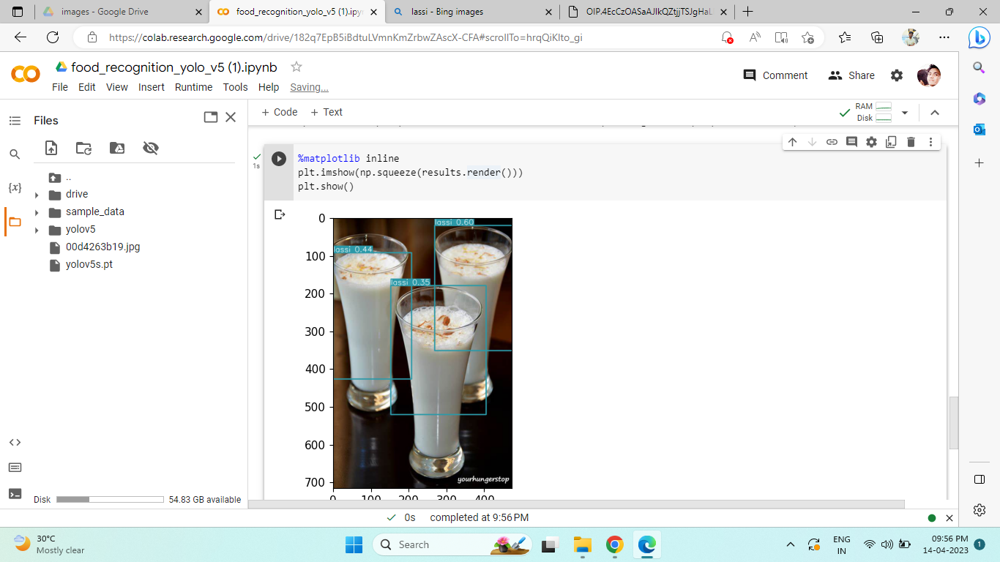 images - Google Drive
food_recognition_yolo_v5 (1).ipyn
lassi - Bing images
OIP.4EcCzOASaAJIkQZtjjTSJgHaL
https://colab.research.google.com/drive/182q7EpB5iBdtuLVmnKmZrbwZAscX-CFA#scrollTo=hrqQiKlto_gi
food_recognition_yolo_v5 (1).ipynb
Comment
Share
File Edit View Insert Runtime Tools Help Saving...
Files
+ Code + Text
RAM
Disk
{x}
..
drive
sample_data
yolov5
00d4263b19.jpg
yolov5s.pt
1s
%matplotlib inline
plt.imshow(np.squeeze(results.render()))
plt.show()
0
100
200
300
400
500
600
700
lassi 0.60
lassi 0.44
lassi 0.35
yourhungerstop
0 100 200 300 400
Disk 54.83 GB available
0s completed at 9:56 PM
30°C
Mostly clear
Search
ENG
IN
09:56 PM
14-04-2023
1